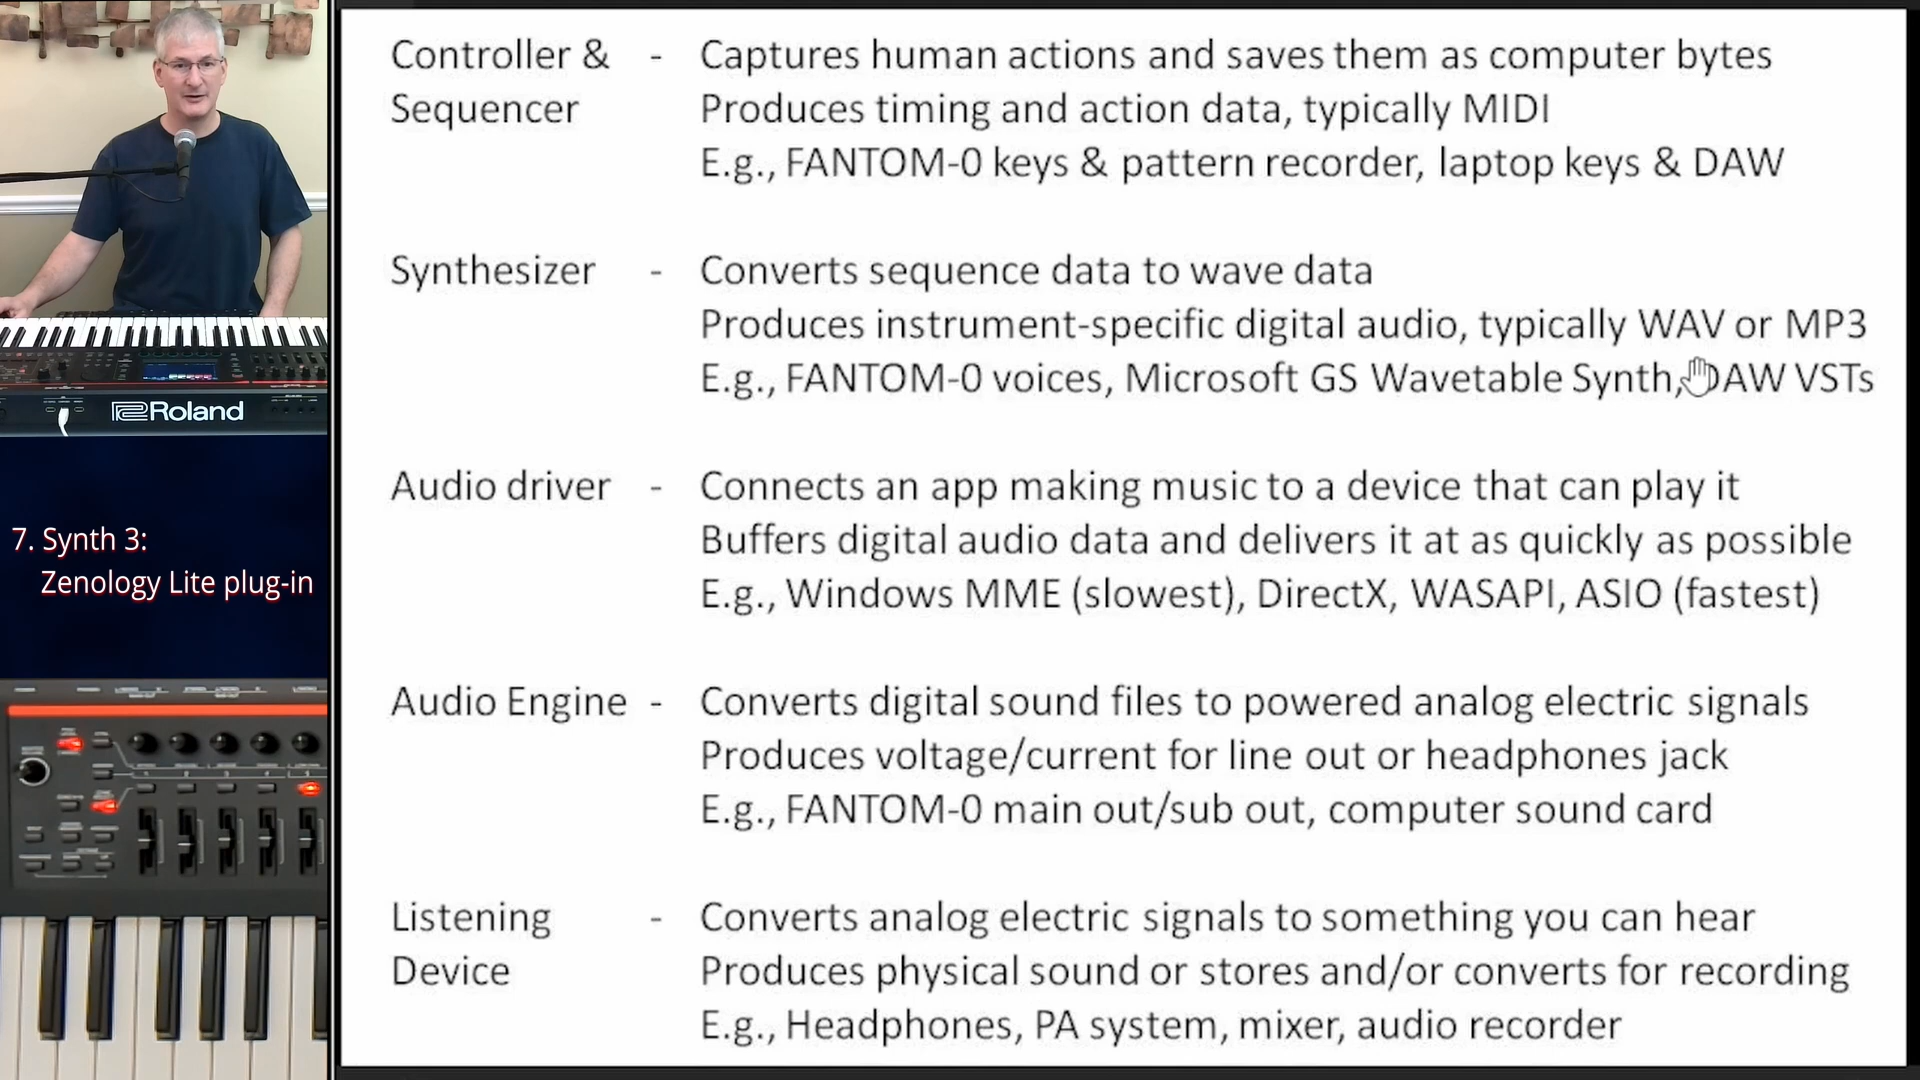 Controller & - Captures human actions and saves them as computer bytes
Sequencer Produces timing and action data, typically MIDI
E.g., FANTOM-0 keys & pattern recorder, laptop keys & DAW
Synthesizer - Converts sequence data to wave data
Produces instrument-specific digital audio, typically WAV or MP3
E.g., FANTOM-0 voices, Microsoft GS Wavetable Synth, DAW VSTs
Audio driver - Connects an app making music to a device that can play it
Buffers digital audio data and delivers it at as quickly as possible
E.g., Windows MME (slowest), DirectX, WASAPI, ASIO (fastest)
Audio Engine - Converts digital sound files to powered analog electric signals
Produces voltage/current for line out or headphones jack
E.g., FANTOM-0 main out/sub out, computer sound card
Listening - Converts analog electric signals to something you can hear
Device Produces physical sound or stores and/or converts for recording
E.g., Headphones, PA system, mixer, audio recorder
Roland
7. Synth 3:
Zenology Lite plug-in